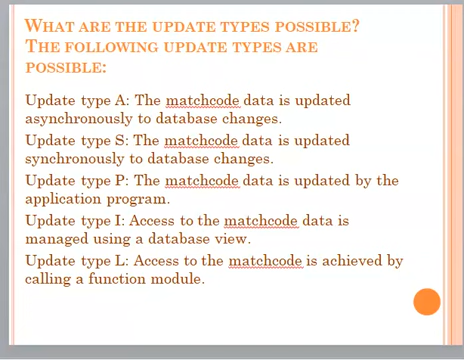 WHAT ARE THE UPDATE TYPES POSSIBLE?
THE FOLLOWING UPDATE TYPES ARE
POSSIBLE:
Update type A: The matchcode data is updated
asynchronously to database changes.
Update type S: The matchcode data is updated
synchronously to database changes.
Update type P: The matchcode data is updated by the
application program.
Update type I: Access to the matchcode data is
managed using a database view.
Update type L: Access to the matchcode is achieved by
calling a function module.